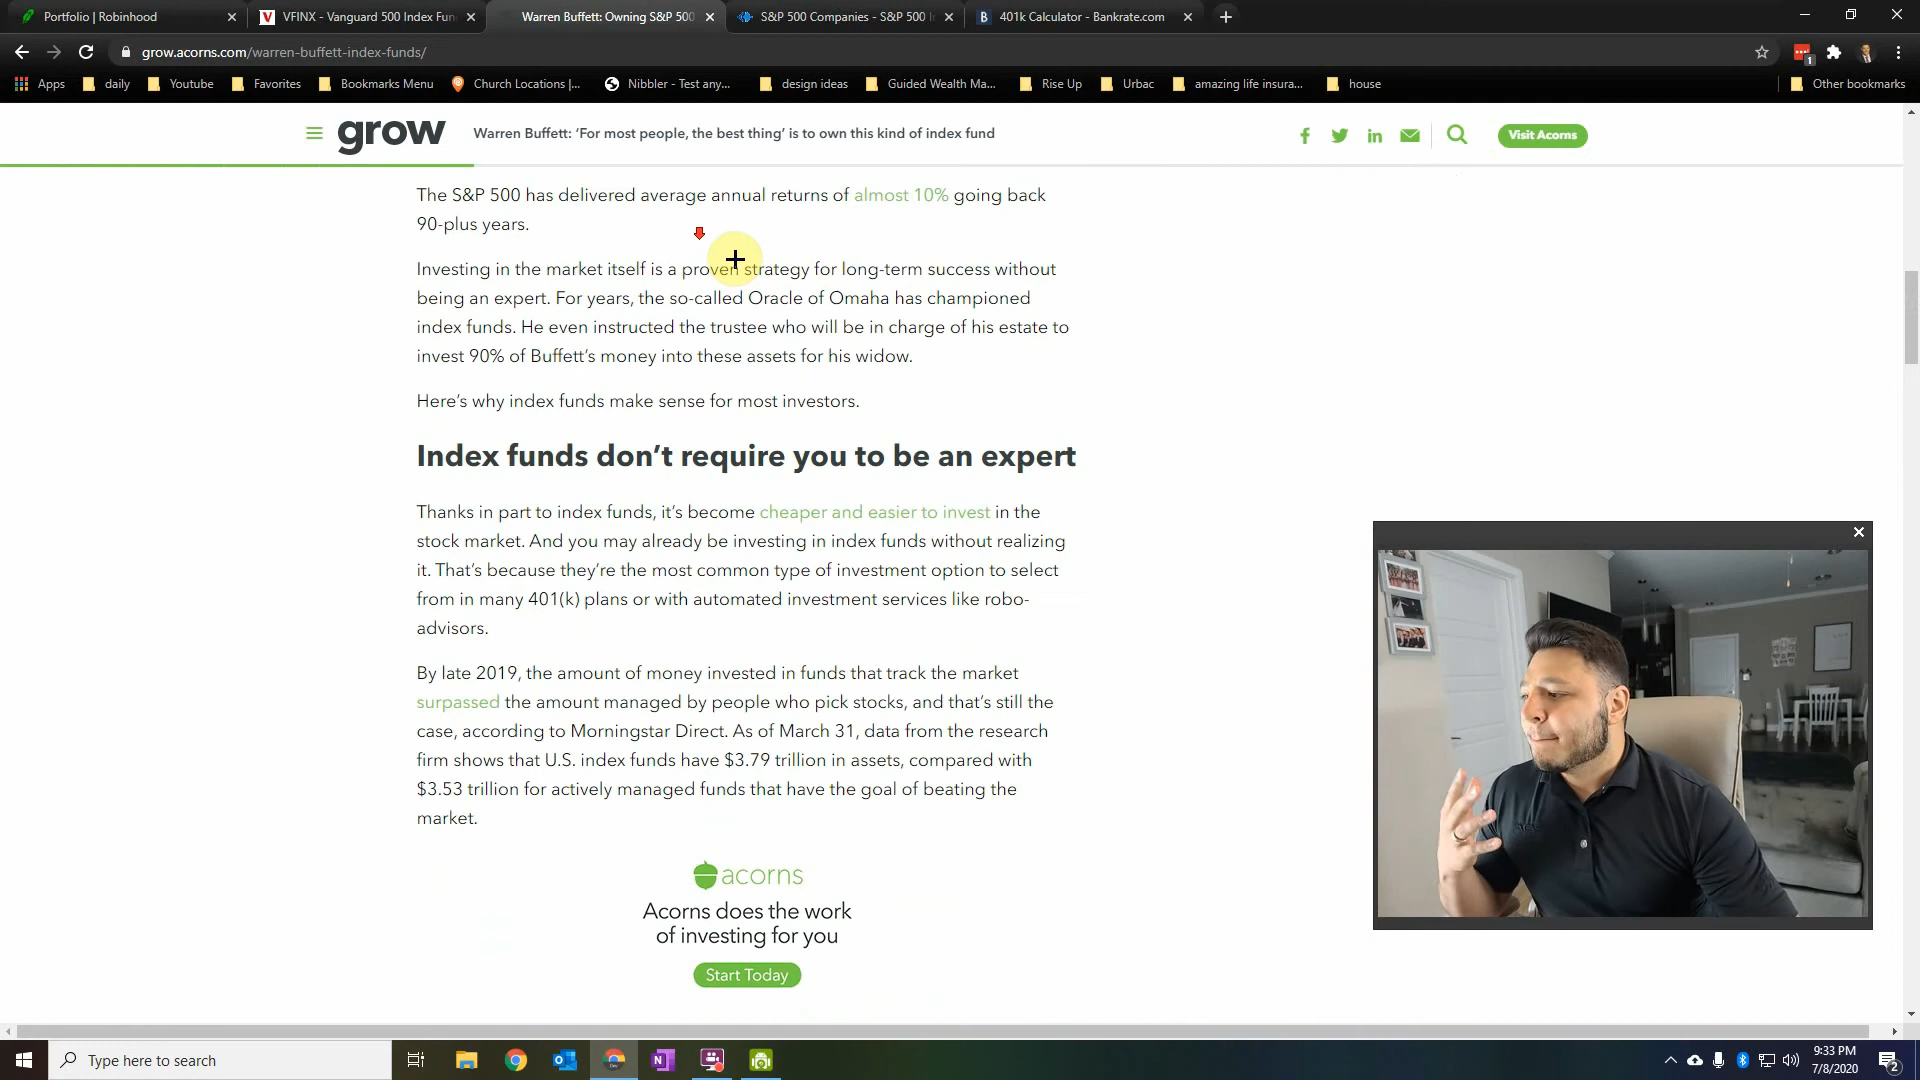 Portfolio | Robinhood
VFINX - Vanguard 500 Index Fun
Warren Buffett: Owning S&P 500
S&P 500 Companies - S&P 500 I
401k Calculator - Bankrate.com
grow.acorns.com/warren-buffett-index-funds/
1
Apps
daily
Youtube
Favorites
Bookmarks Menu
Church Locations |...
Nibbler - Test any...
design ideas
Guided Wealth Ma...
Rise Up
Urbac
amazing life insura...
house
Other bookmarks
grow
Warren Buffett: ‘For most people, the best thing’ is to own this kind of index fund
Visit Acorns
The S&P 500 has delivered average annual returns of almost 10% going back
90-plus years.
Investing in the market itself is a proven strategy for long-term success without
being an expert. For years, the so-called Oracle of Omaha has championed
index funds. He even instructed the trustee who will be in charge of his estate to
invest 90% of Buffett’s money into these assets for his widow.
Here’s why index funds make sense for most investors.
Index funds don’t require you to be an expert
Thanks in part to index funds, it’s become cheaper and easier to invest in the
stock market. And you may already be investing in index funds without realizing
it. That’s because they’re the most common type of investment option to select
from in many 401(k) plans or with automated investment services like robo-
advisors.
By late 2019, the amount of money invested in funds that track the market
surpassed the amount managed by people who pick stocks, and that’s still the
case, according to Morningstar Direct. As of March 31, data from the research
firm shows that U.S. index funds have $3.79 trillion in assets, compared with
$3.53 trillion for actively managed funds that have the goal of beating the
market.
acorns
Acorns does the work
of investing for you
Start Today
Type here to search
9:33 PM
7/8/2020
2